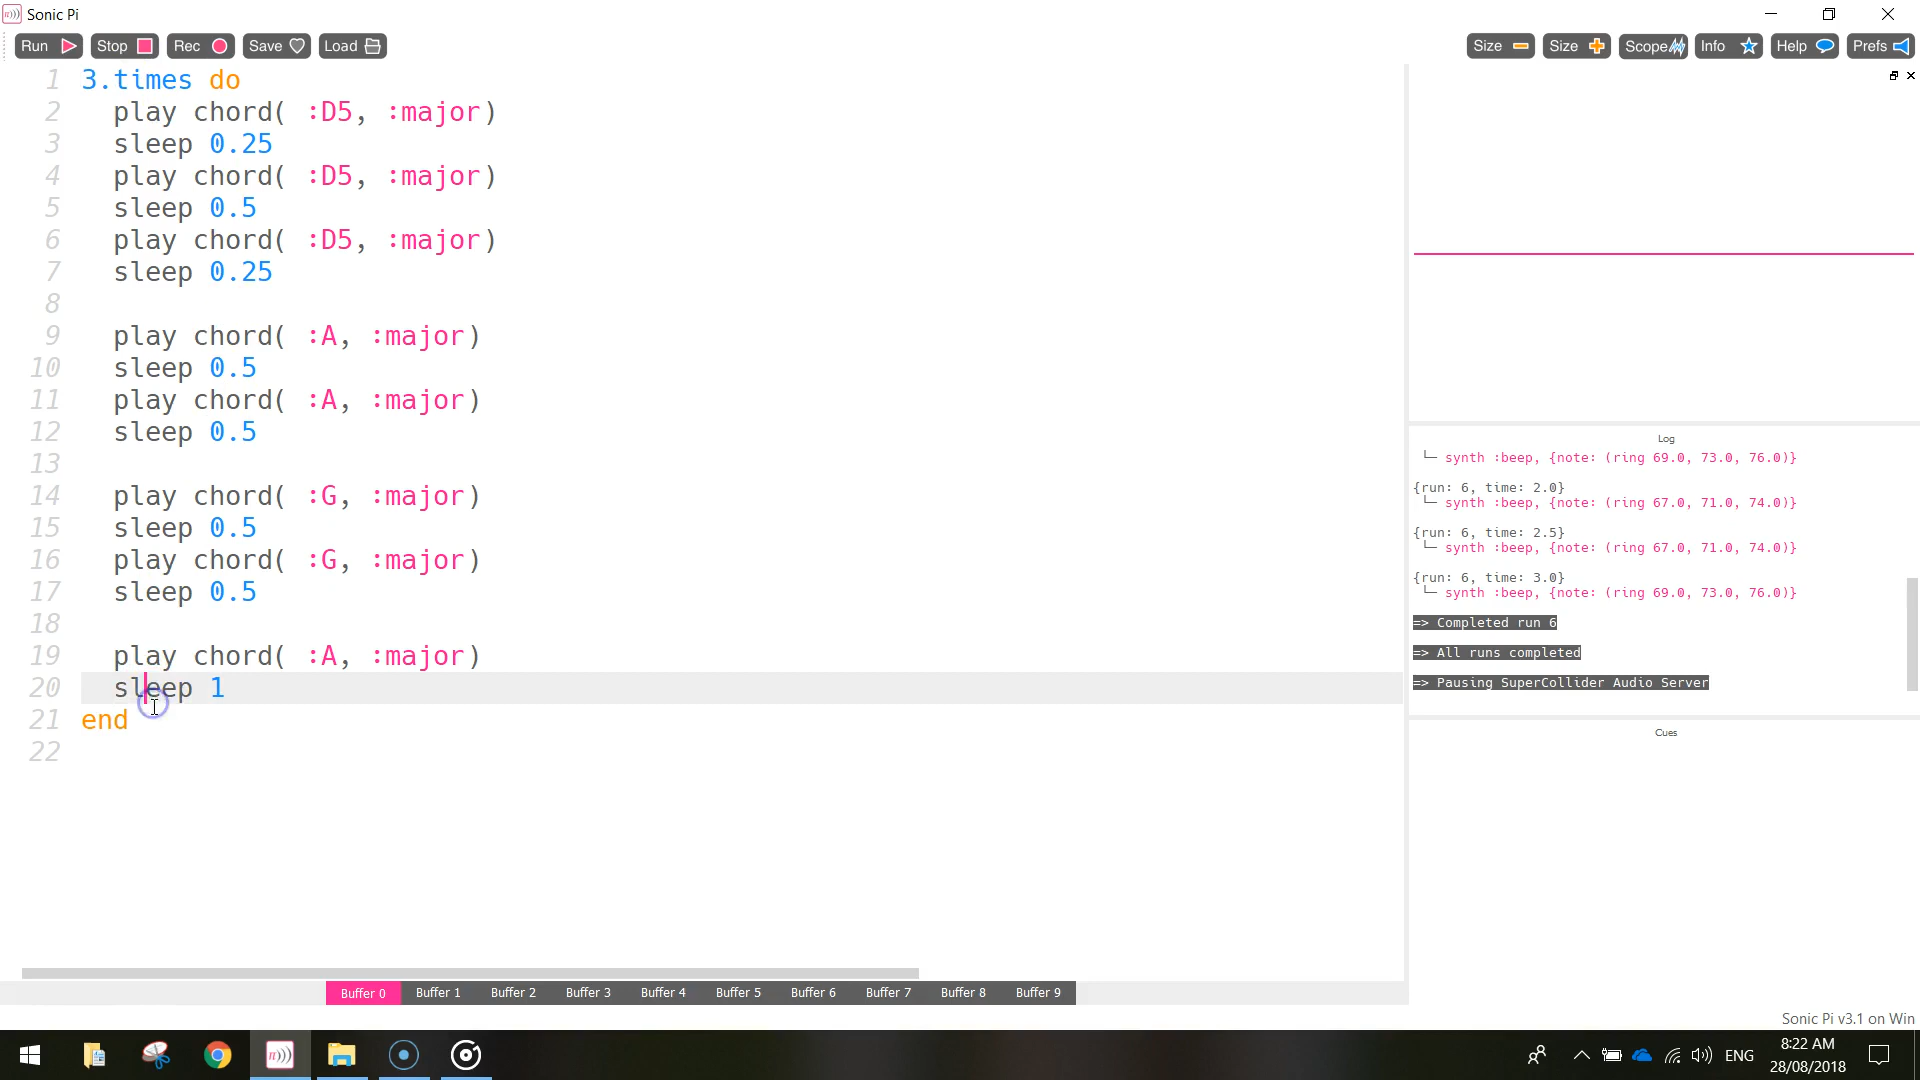 Sonic Pi
Run Stop Rec Save Load Size Size Scope Info Help Prefs
1 3.times do
2 play chord( :D5, :major)
3 sleep 0.25
4 play chord( :D5, :major)
5 sleep 0.5
6 play chord( :D5, :major)
7 sleep 0.25
8
9 play chord( :A, :major)
10 sleep 0.5
11 play chord( :A, :major)
12 sleep 0.5
13
14 play chord( :G, :major)
15 sleep 0.5
16 play chord( :G, :major)
17 sleep 0.5
18
19 play chord( :A, :major)
20 sleep 1
21 end
22
Log
└─ synth :beep, {note: (ring 69.0, 73.0, 76.0)}
{run: 6, time: 2.0}
└─ synth :beep, {note: (ring 67.0, 71.0, 74.0)}
{run: 6, time: 2.5}
└─ synth :beep, {note: (ring 67.0, 71.0, 74.0)}
{run: 6, time: 3.0}
└─ synth :beep, {note: (ring 69.0, 73.0, 76.0)}
=> Completed run 6
=> All runs completed
=> Pausing SuperCollider Audio Server
Cues
Buffer 0 Buffer 1 Buffer 2 Buffer 3 Buffer 4 Buffer 5 Buffer 6 Buffer 7 Buffer 8 Buffer 9
Sonic Pi v3.1 on Win
ENG
8:22 AM
28/08/2018